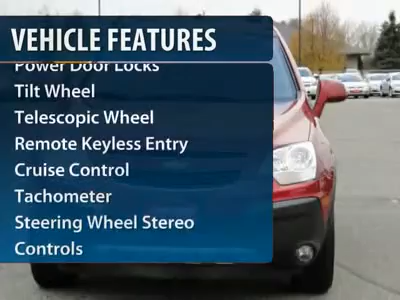 VEHICLE FEATURES
Power Door Locks
Tilt Wheel
Telescopic Wheel
Remote Keyless Entry
Cruise Control
Tachometer
Steering Wheel Stereo
Controls